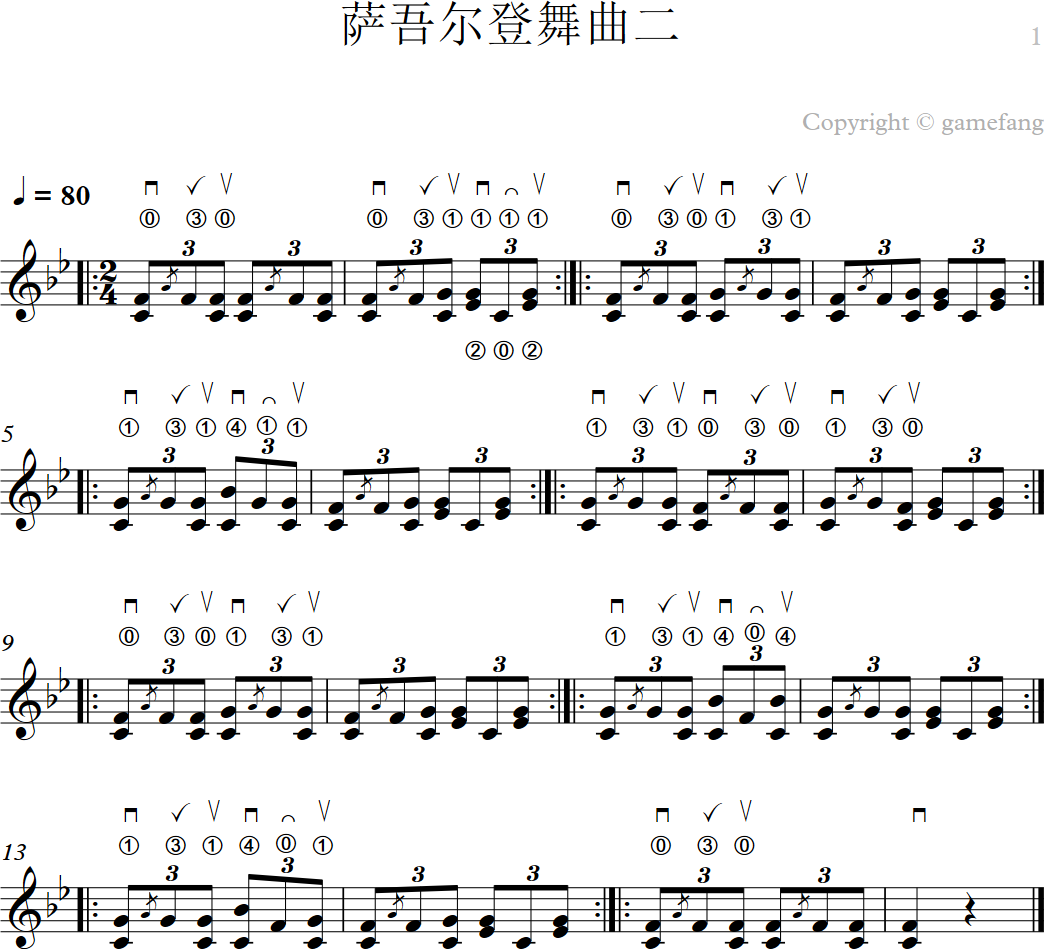 萨吾尔登舞曲二
1
Copyright © gamefang
♩ = 80
⓪ ③ ⓪ ⓪ ③ ① ① ① ① ⓪ ③ ⓪ ① ③ ①
3 3 3 3 3 3 3 3
2 4
② ⓪ ②
① ③ ① ④ ① ① ① ③ ① ⓪ ③ ⓪ ① ③ ⓪
5
3 3 3 3 3 3 3 3
⓪ ③ ⓪ ① ③ ① ① ③ ① ④ ⓪ ④
9
3 3 3 3 3 3 3 3
① ③ ① ④ ⓪ ① ⓪ ③ ⓪
13
3 3 3 3 3 3